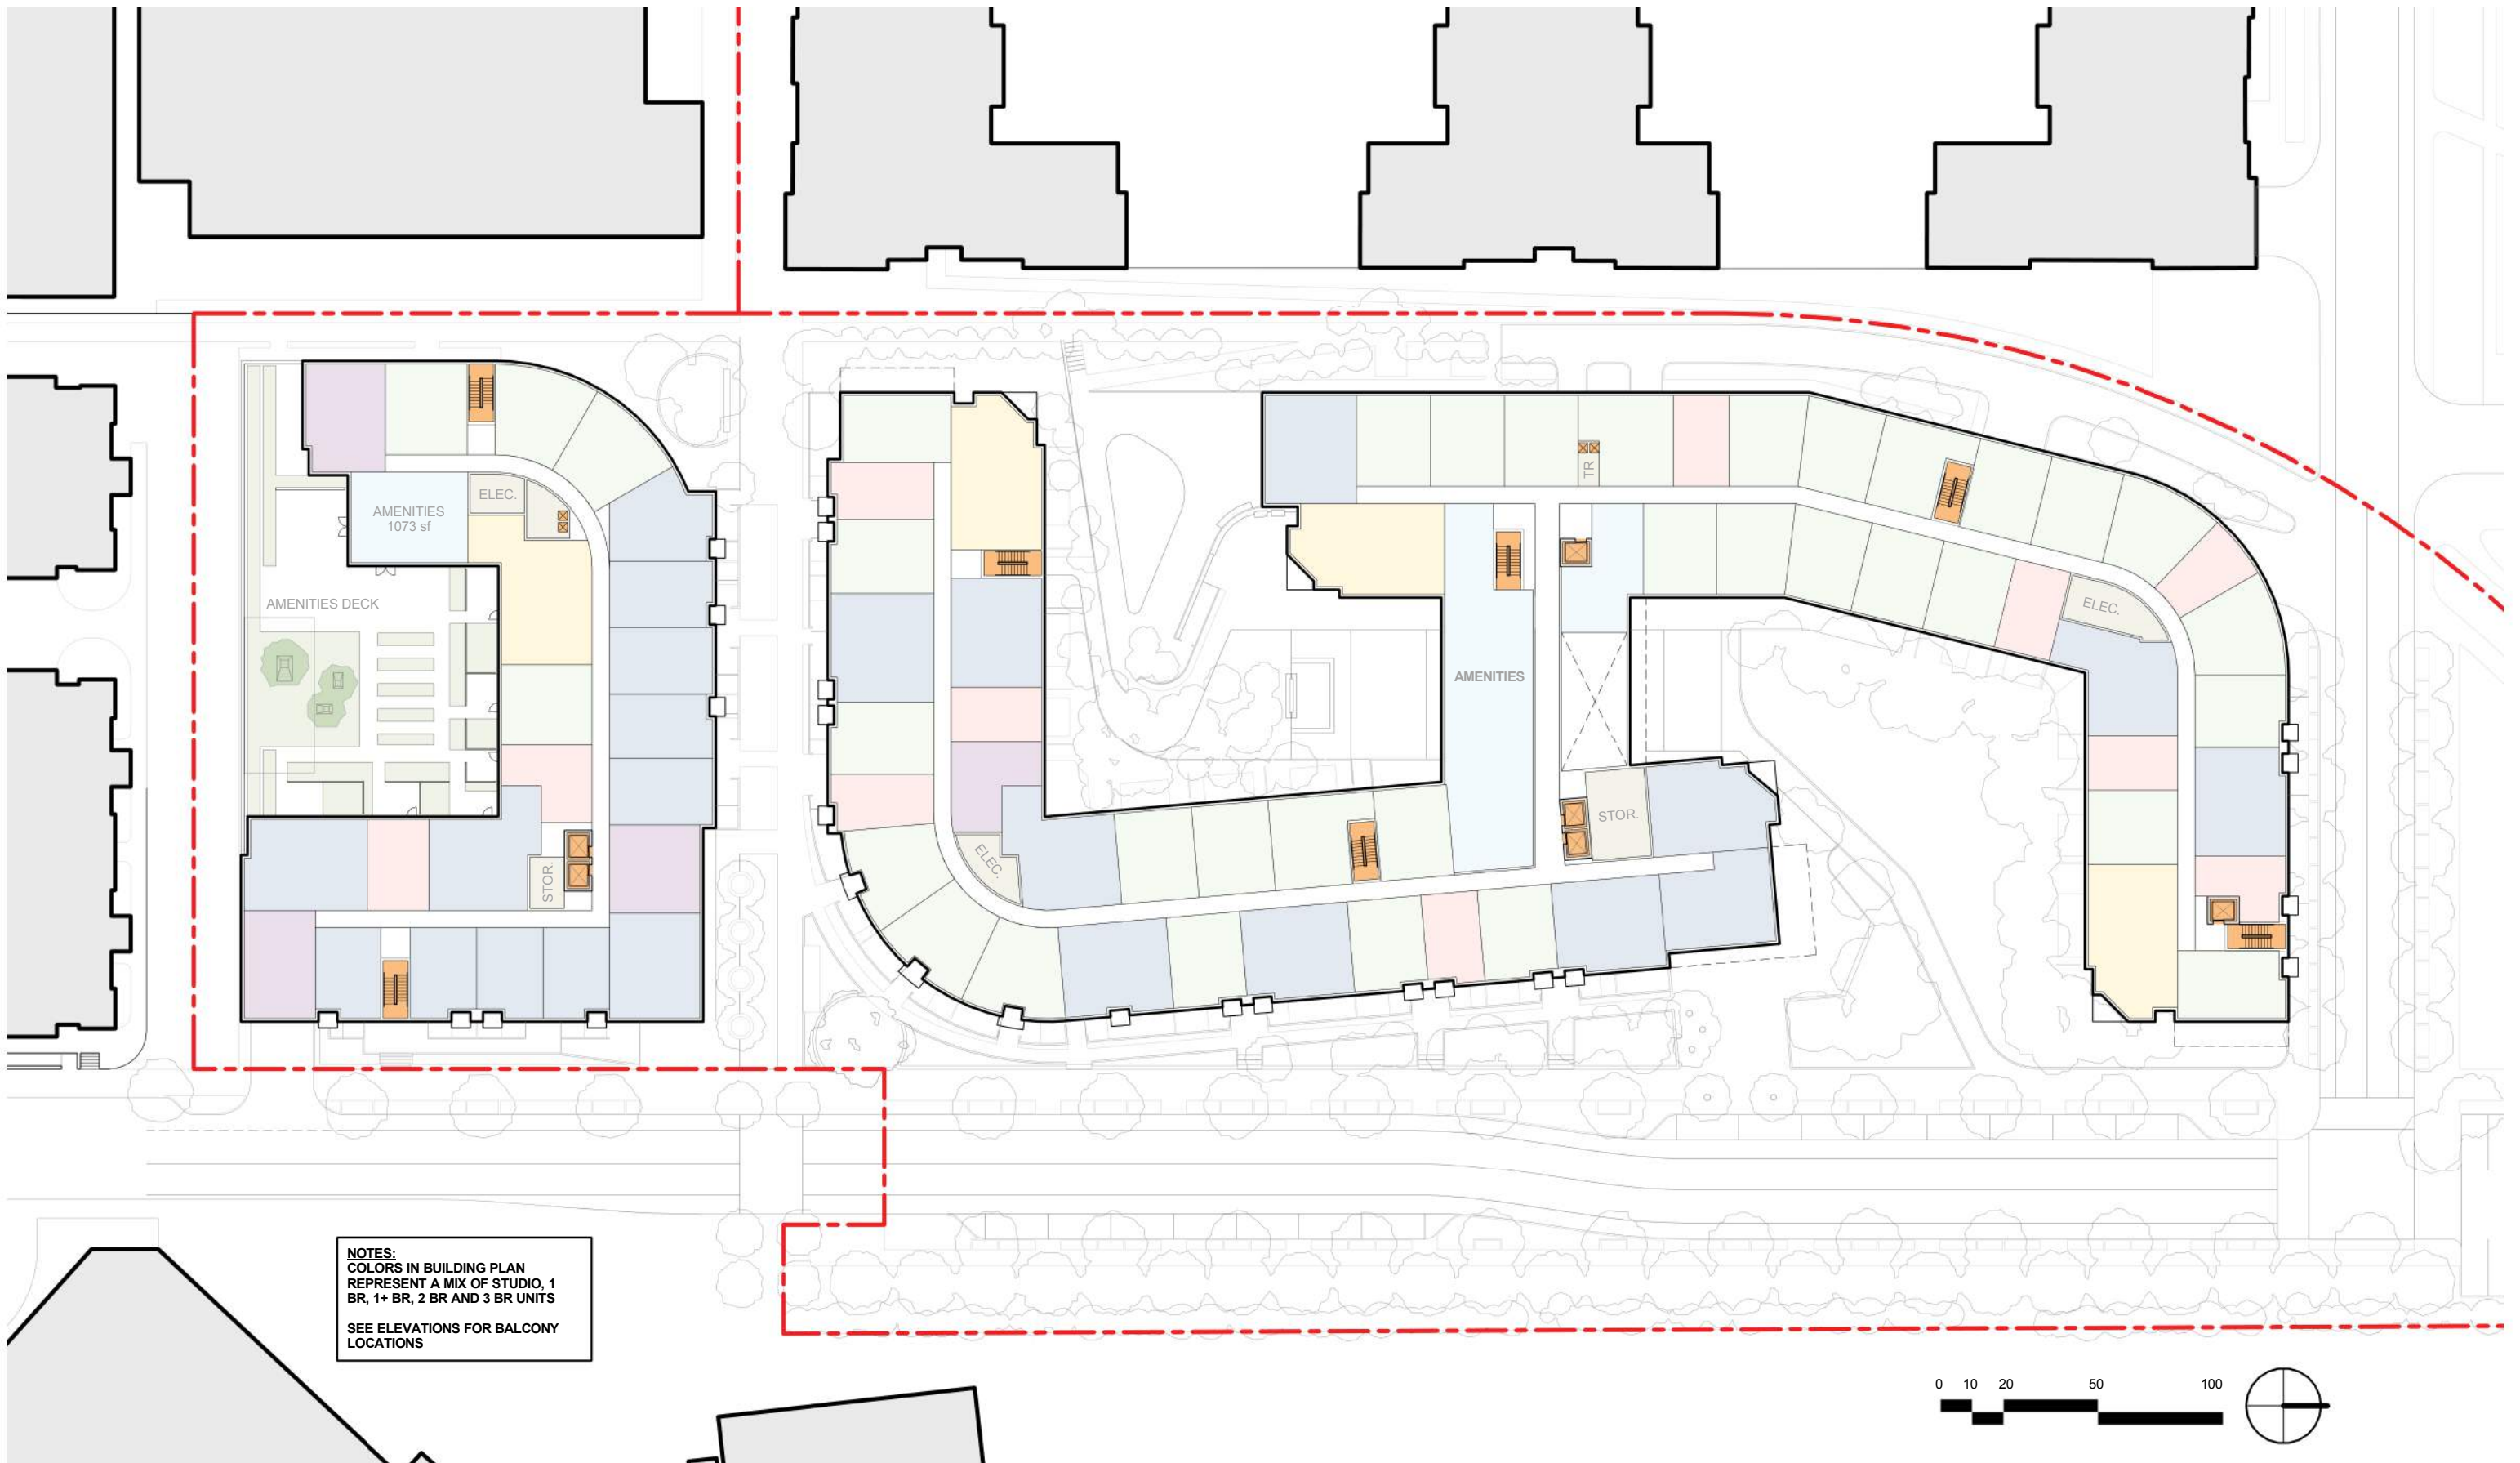 ELEC.
AMENITIES
1073 sf
AMENITIES DECK
STOR.
TR
ELEC.
AMENITIES
STOR.
ELEC.
NOTES:
COLORS IN BUILDING PLAN
REPRESENT A MIX OF STUDIO, 1
BR, 1+ BR, 2 BR AND 3 BR UNITS
SEE ELEVATIONS FOR BALCONY
LOCATIONS
0 10 20 50 100